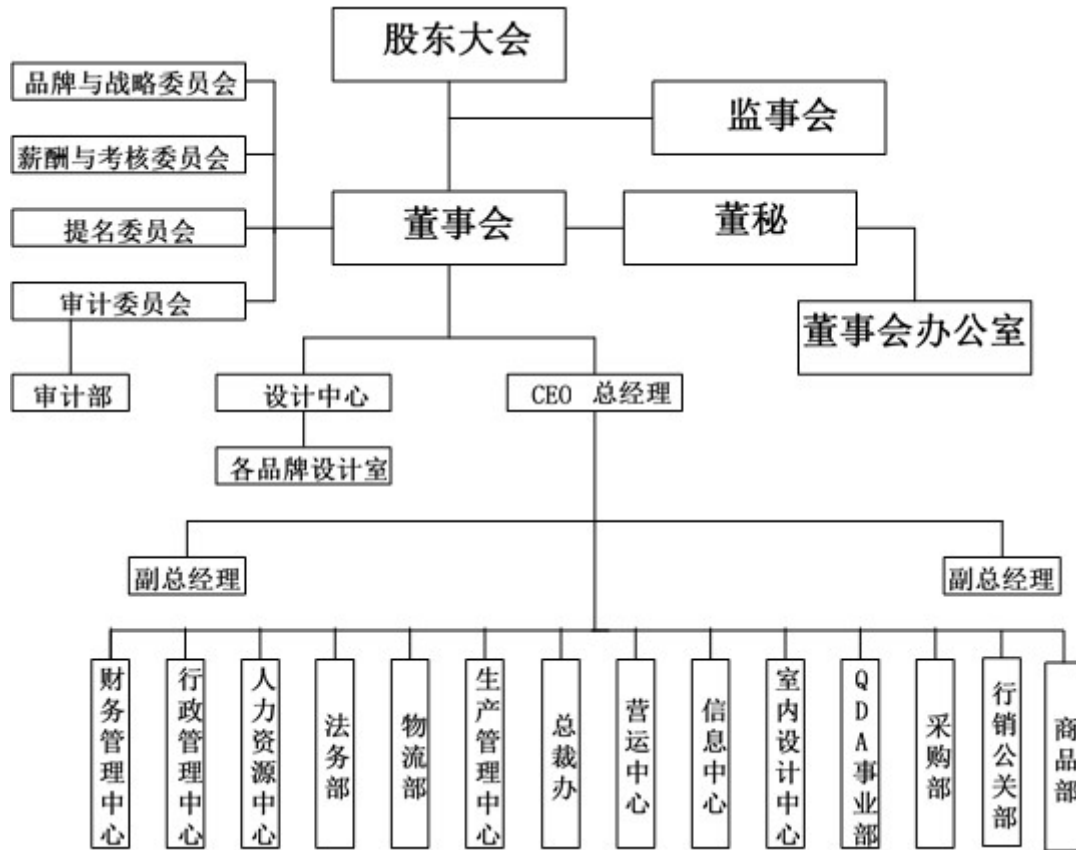 股东大会
品牌与战略委员会
监事会
薪酬与考核委员会
提名委员会
董事会
董秘
审计委员会
董事会办公室
审计部
设计中心
CEO 总经理
各品牌设计室
副总经理
副总经理
财务管理中心
行政管理中心
人力资源中心
法务部
物流部
生产管理中心
总裁办
营运中心
信息中心
室内设计中心
QDA事业部
采购部
行销公关部
商品部